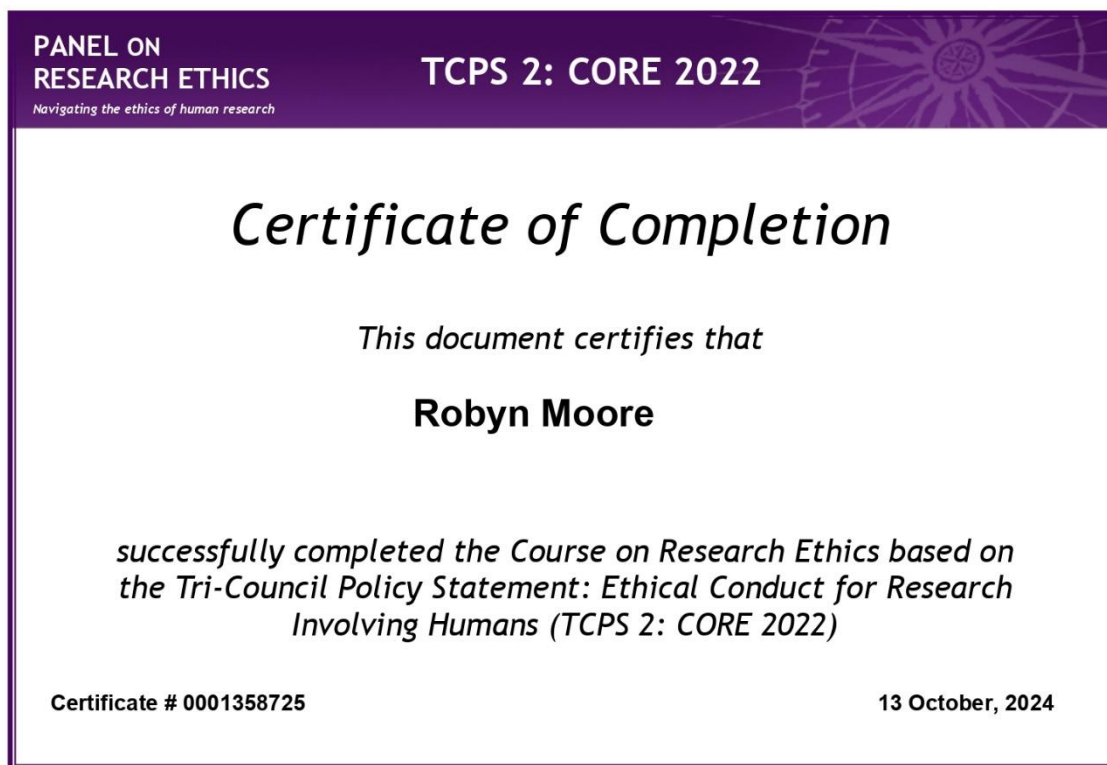 PANEL ON
RESEARCH ETHICS
Navigating the ethics of human research
TCPS 2: CORE 2022
Certificate of Completion
This document certifies that
Robyn Moore
successfully completed the Course on Research Ethics based on
the Tri-Council Policy Statement: Ethical Conduct for Research
Involving Humans (TCPS 2: CORE 2022)
Certificate # 0001358725
13 October, 2024